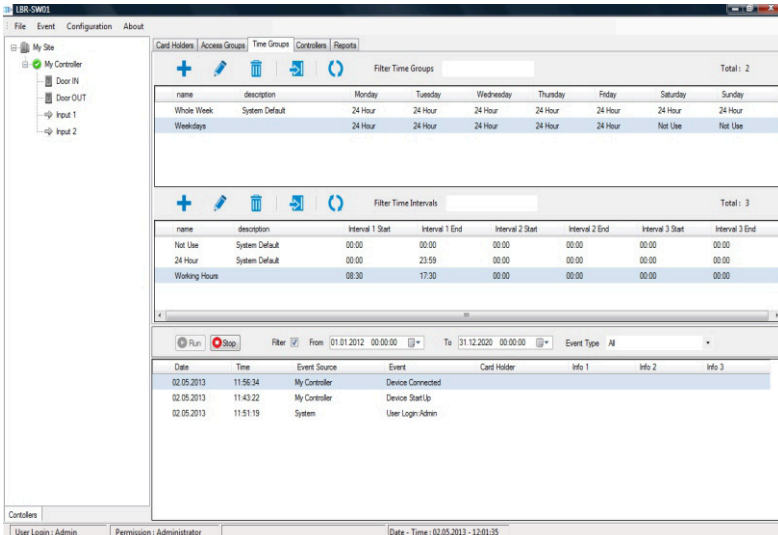 LBR-SW01
File Event Configuration About
My Site
My Controller
Door IN
Door OUT
Input 1
Input 2
Card Holders Access Groups Time Groups Controllers Reports
Filter Time Groups Total : 2
name description Monday Tuesday Wednesday Thursday Friday Saturday Sunday
Whole Week System Default 24 Hour 24 Hour 24 Hour 24 Hour 24 Hour 24 Hour 24 Hour
Weekdays 24 Hour 24 Hour 24 Hour 24 Hour 24 Hour Not Use Not Use
Filter Time Intervals Total : 3
name description Interval 1 Start Interval 1 End Interval 2 Start Interval 2 End Interval 3 Start Interval 3 End
Not Use System Default 00:00 00:00 00:00 00:00 00:00 00:00
24 Hour System Default 00:00 23:59 00:00 00:00 00:00 00:00
Working Hours 08:30 17:30 00:00 00:00 00:00 00:00
Run Stop Filter From 01.01.2012 00:00:00 To 31.12.2020 00:00:00 Event Type All
Date Time Event Source Event Card Holder Info 1 Info 2 Info 3
02.05.2013 11:56:34 My Controller Device Connected
02.05.2013 11:43:22 My Controller Device StartUp
02.05.2013 11:51:19 System User Login:Admin
Contollers
User Login : Admin Permission : Administrator Date - Time : 02.05.2013 - 12:01:35